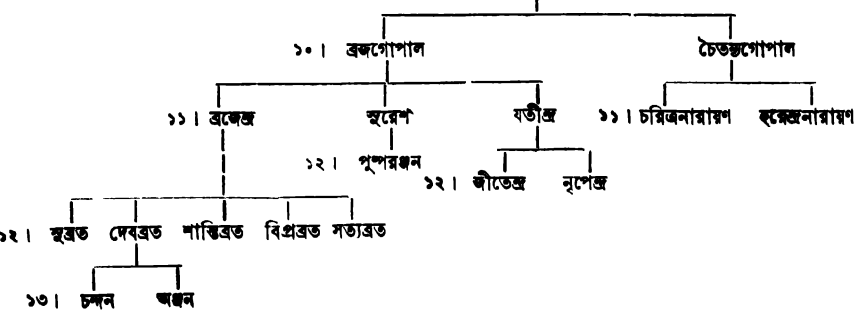 ১০। ব্রজগোপাল চৈতন্তগোপাল
১১। ব্রজেন্দ্র সুরেশ যতীন্দ্র ১১। চরিত্রনারায়ণ হরেন্দ্রনারায়ণ
১২। পুষ্পরঞ্জন
১২। জীতেন্দ্র নৃপেন্দ্র
১২। সুব্রত দেবব্রত শান্তিব্রত বিপ্রব্রত সত্যব্রত
১৩। চন্দন অঞ্জন